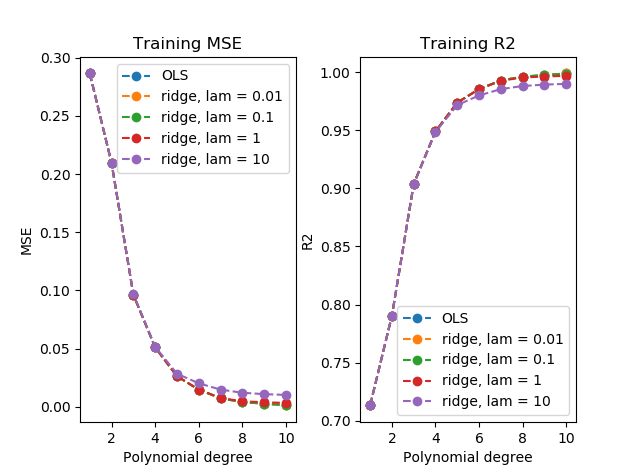 Training MSE
0.30
0.25
0.20
0.15
0.10
0.05
0.00
MSE
OLS
ridge, lam = 0.01
ridge, lam = 0.1
ridge, lam = 1
ridge, lam = 10
2
4
6
8
10
Polynomial degree
Training R2
1.00
0.95
0.90
0.85
0.80
0.75
0.70
R2
OLS
ridge, lam = 0.01
ridge, lam = 0.1
ridge, lam = 1
ridge, lam = 10
2
4
6
8
10
Polynomial degree